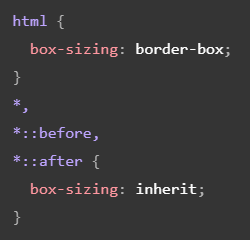 html {
  box-sizing: border-box;
}
*,
*::before,
*::after {
  box-sizing: inherit;
}